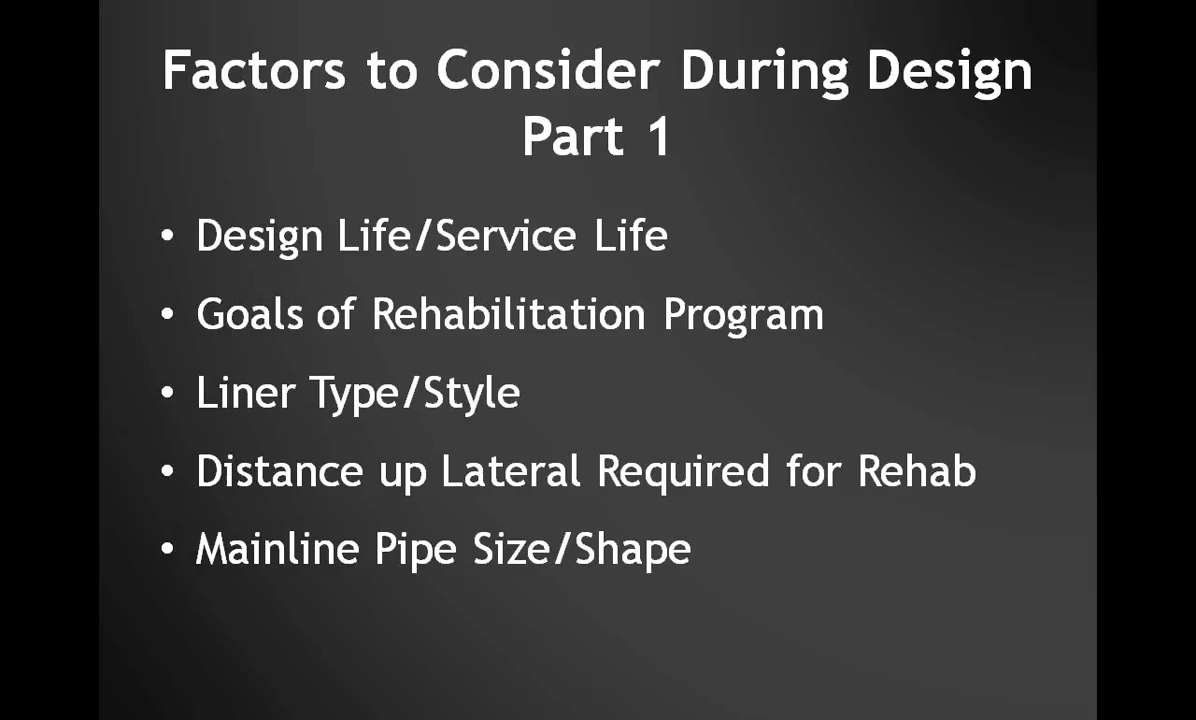 Factors to Consider During Design
Part 1
• Design Life/Service Life
• Goals of Rehabilitation Program
• Liner Type/Style
• Distance up Lateral Required for Rehab
• Mainline Pipe Size/Shape